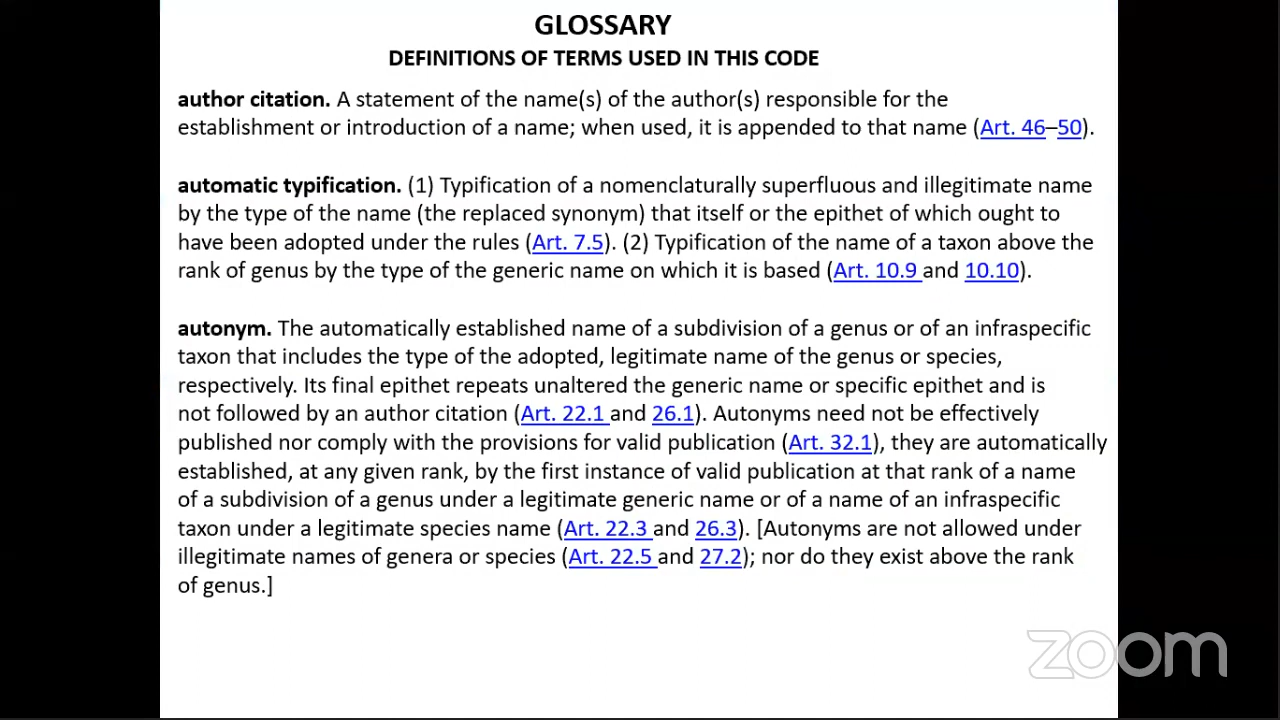 GLOSSARY
DEFINITIONS OF TERMS USED IN THIS CODE
author citation. A statement of the name(s) of the author(s) responsible for the
establishment or introduction of a name; when used, it is appended to that name (Art. 46–50).
automatic typification. (1) Typification of a nomenclaturally superfluous and illegitimate name
by the type of the name (the replaced synonym) that itself or the epithet of which ought to
have been adopted under the rules (Art. 7.5). (2) Typification of the name of a taxon above the
rank of genus by the type of the generic name on which it is based (Art. 10.9 and 10.10).
autonym. The automatically established name of a subdivision of a genus or of an infraspecific
taxon that includes the type of the adopted, legitimate name of the genus or species,
respectively. Its final epithet repeats unaltered the generic name or specific epithet and is
not followed by an author citation (Art. 22.1 and 26.1). Autonyms need not be effectively
published nor comply with the provisions for valid publication (Art. 32.1), they are automatically
established, at any given rank, by the first instance of valid publication at that rank of a name
of a subdivision of a genus under a legitimate generic name or of a name of an infraspecific
taxon under a legitimate species name (Art. 22.3 and 26.3). [Autonyms are not allowed under
illegitimate names of genera or species (Art. 22.5 and 27.2); nor do they exist above the rank
of genus.]
zoom